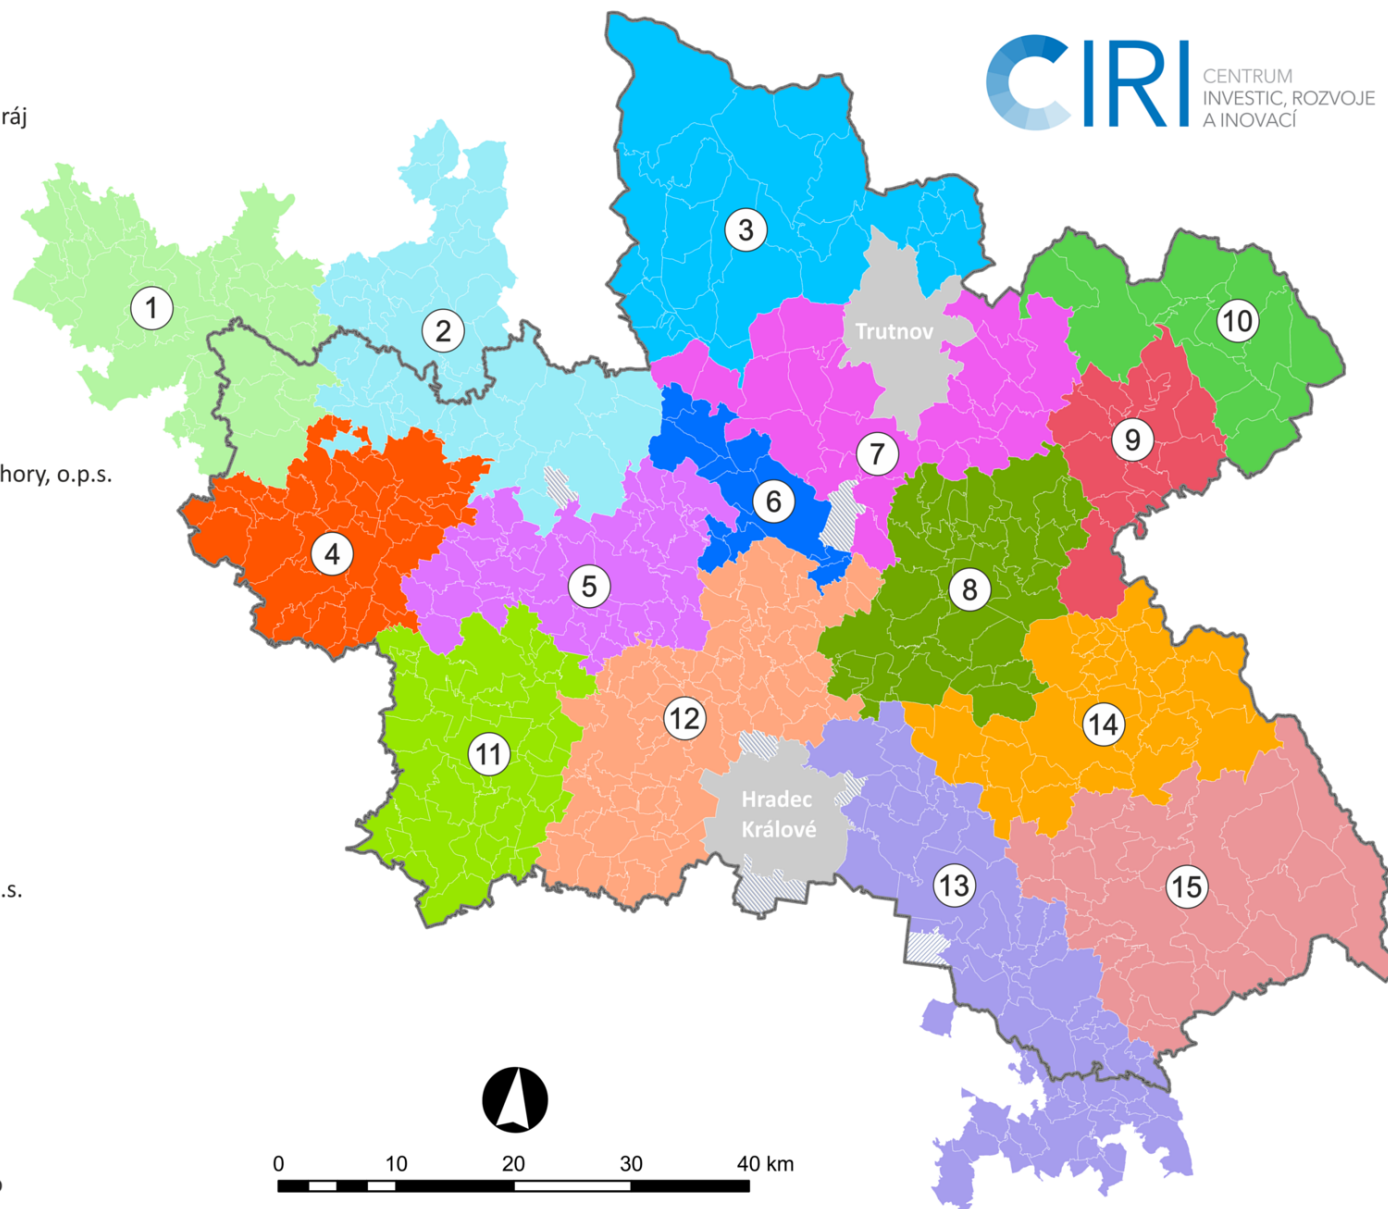 ráj
CIRI
CENTRUM
INVESTIC, ROZVOJE
A INOVACÍ
3
1
10
2
Trutnov
9
7
hory, o.p.s.
6
4
5
8
12
14
11
Hradec
Králové
13
15
.s.
0 10 20 30 40 km